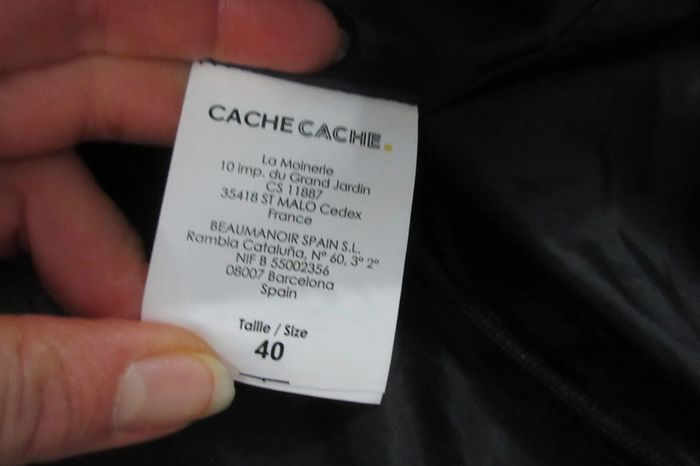 CACHE CACHE.
La Moinerie
10 imp. du Grand Jardin
CS 11887
35418 ST MALO Cedex
France
BEAUMANOIR SPAIN S.L.
Rambla Cataluña, Nº 60, 3º 2º
NIF B 55002356
08007 Barcelona
Spain
Taille / Size
40